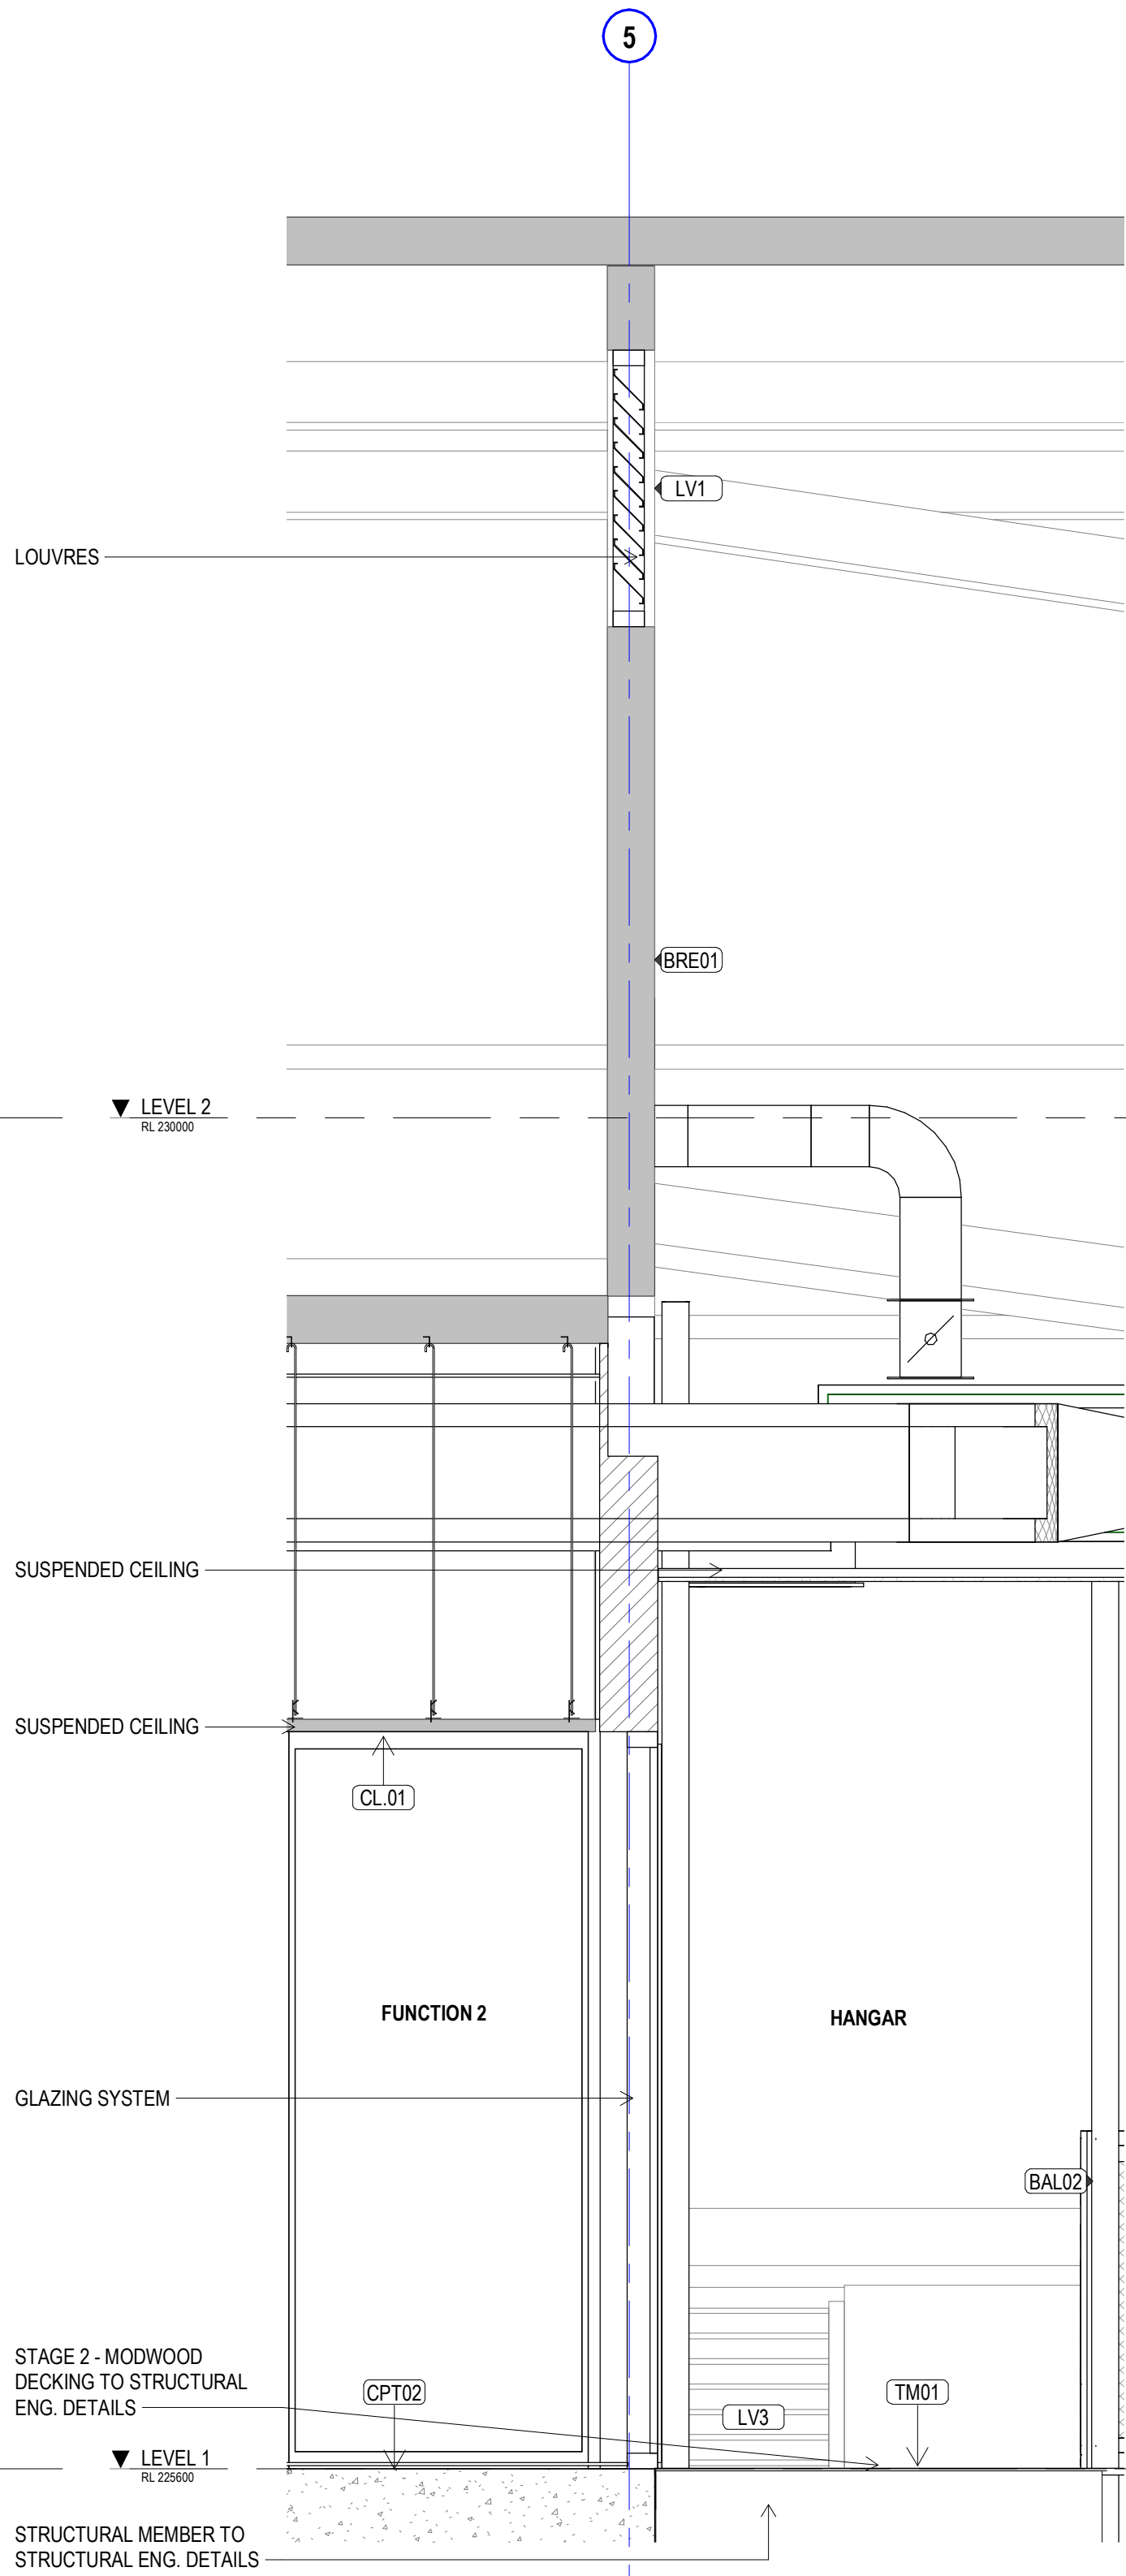 5
LV1
LOUVRES
BRE01
LEVEL 2
RL 230000
SUSPENDED CEILING
SUSPENDED CEILING
CL.01
FUNCTION 2
HANGAR
GLAZING SYSTEM
BAL02
STAGE 2 - MODWOOD
DECKING TO STRUCTURAL
ENG. DETAILS
CPT02
TM01
LV3
LEVEL 1
RL 225600
STRUCTURAL MEMBER TO
STRUCTURAL ENG. DETAILS